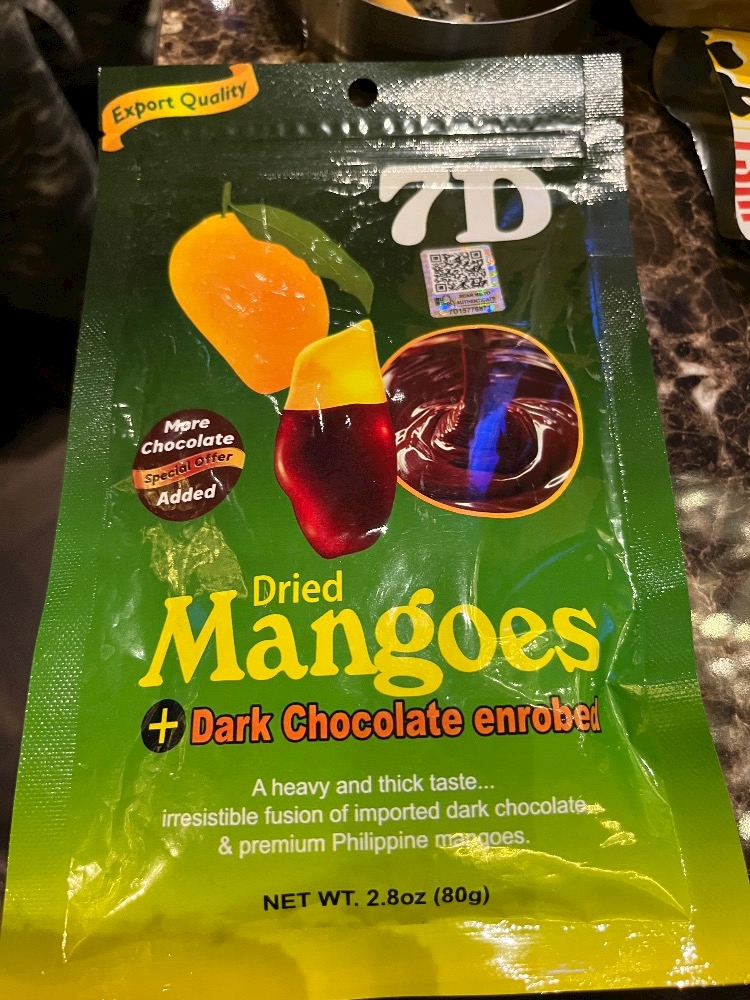 Export Quality
7D
More
Chocolate
Special Offer
Added
Dried
Mangoes
+ Dark Chocolate enrobed
A heavy and thick taste...
irresistible fusion of imported dark chocolate
& premium Philippine mangoes.
NET WT. 2.8oz (80g)